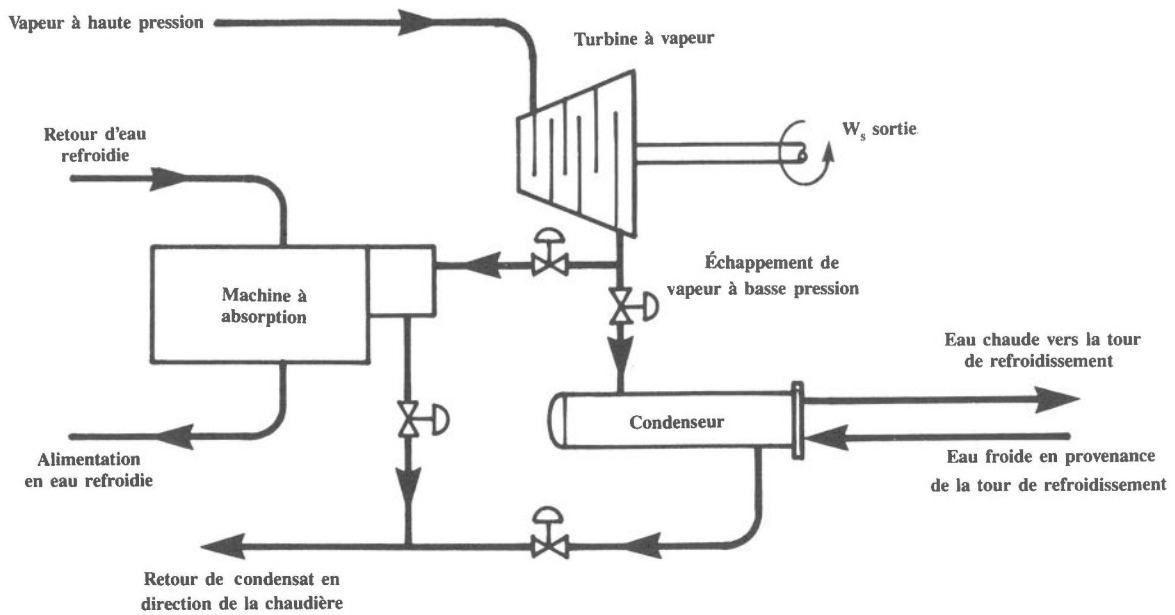 Vapeur à haute pression
Turbine à vapeur
Retour d'eau
refroidie
W_s sortie
Machine à
absorption
Échappement de
vapeur à basse pression
Eau chaude vers la tour
de refroidissement
Condenseur
Alimentation
en eau refroidie
Eau froide en provenance
de la tour de refroidissement
Retour de condensat en
direction de la chaudière